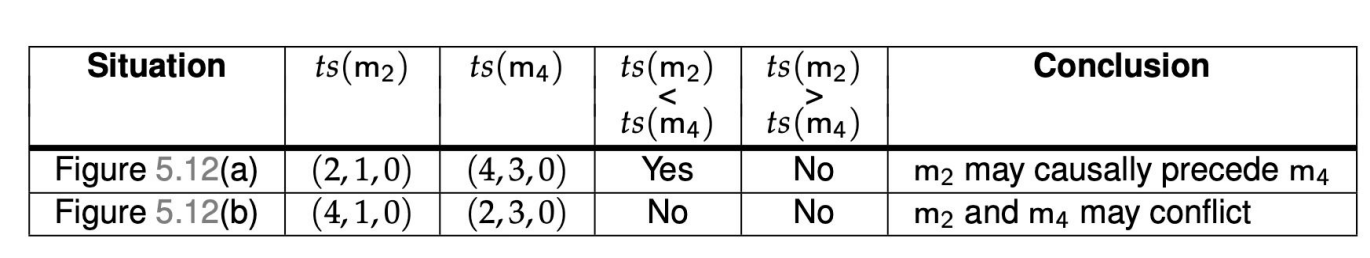 Situation ts(m₂) ts(m₄) ts(m₂) < ts(m₄) ts(m₂) > ts(m₄) Conclusion
Figure 5.12(a) (2, 1, 0) (4, 3, 0) Yes No m₂ may causally precede m₄
Figure 5.12(b) (4, 1, 0) (2, 3, 0) No No m₂ and m₄ may conflict